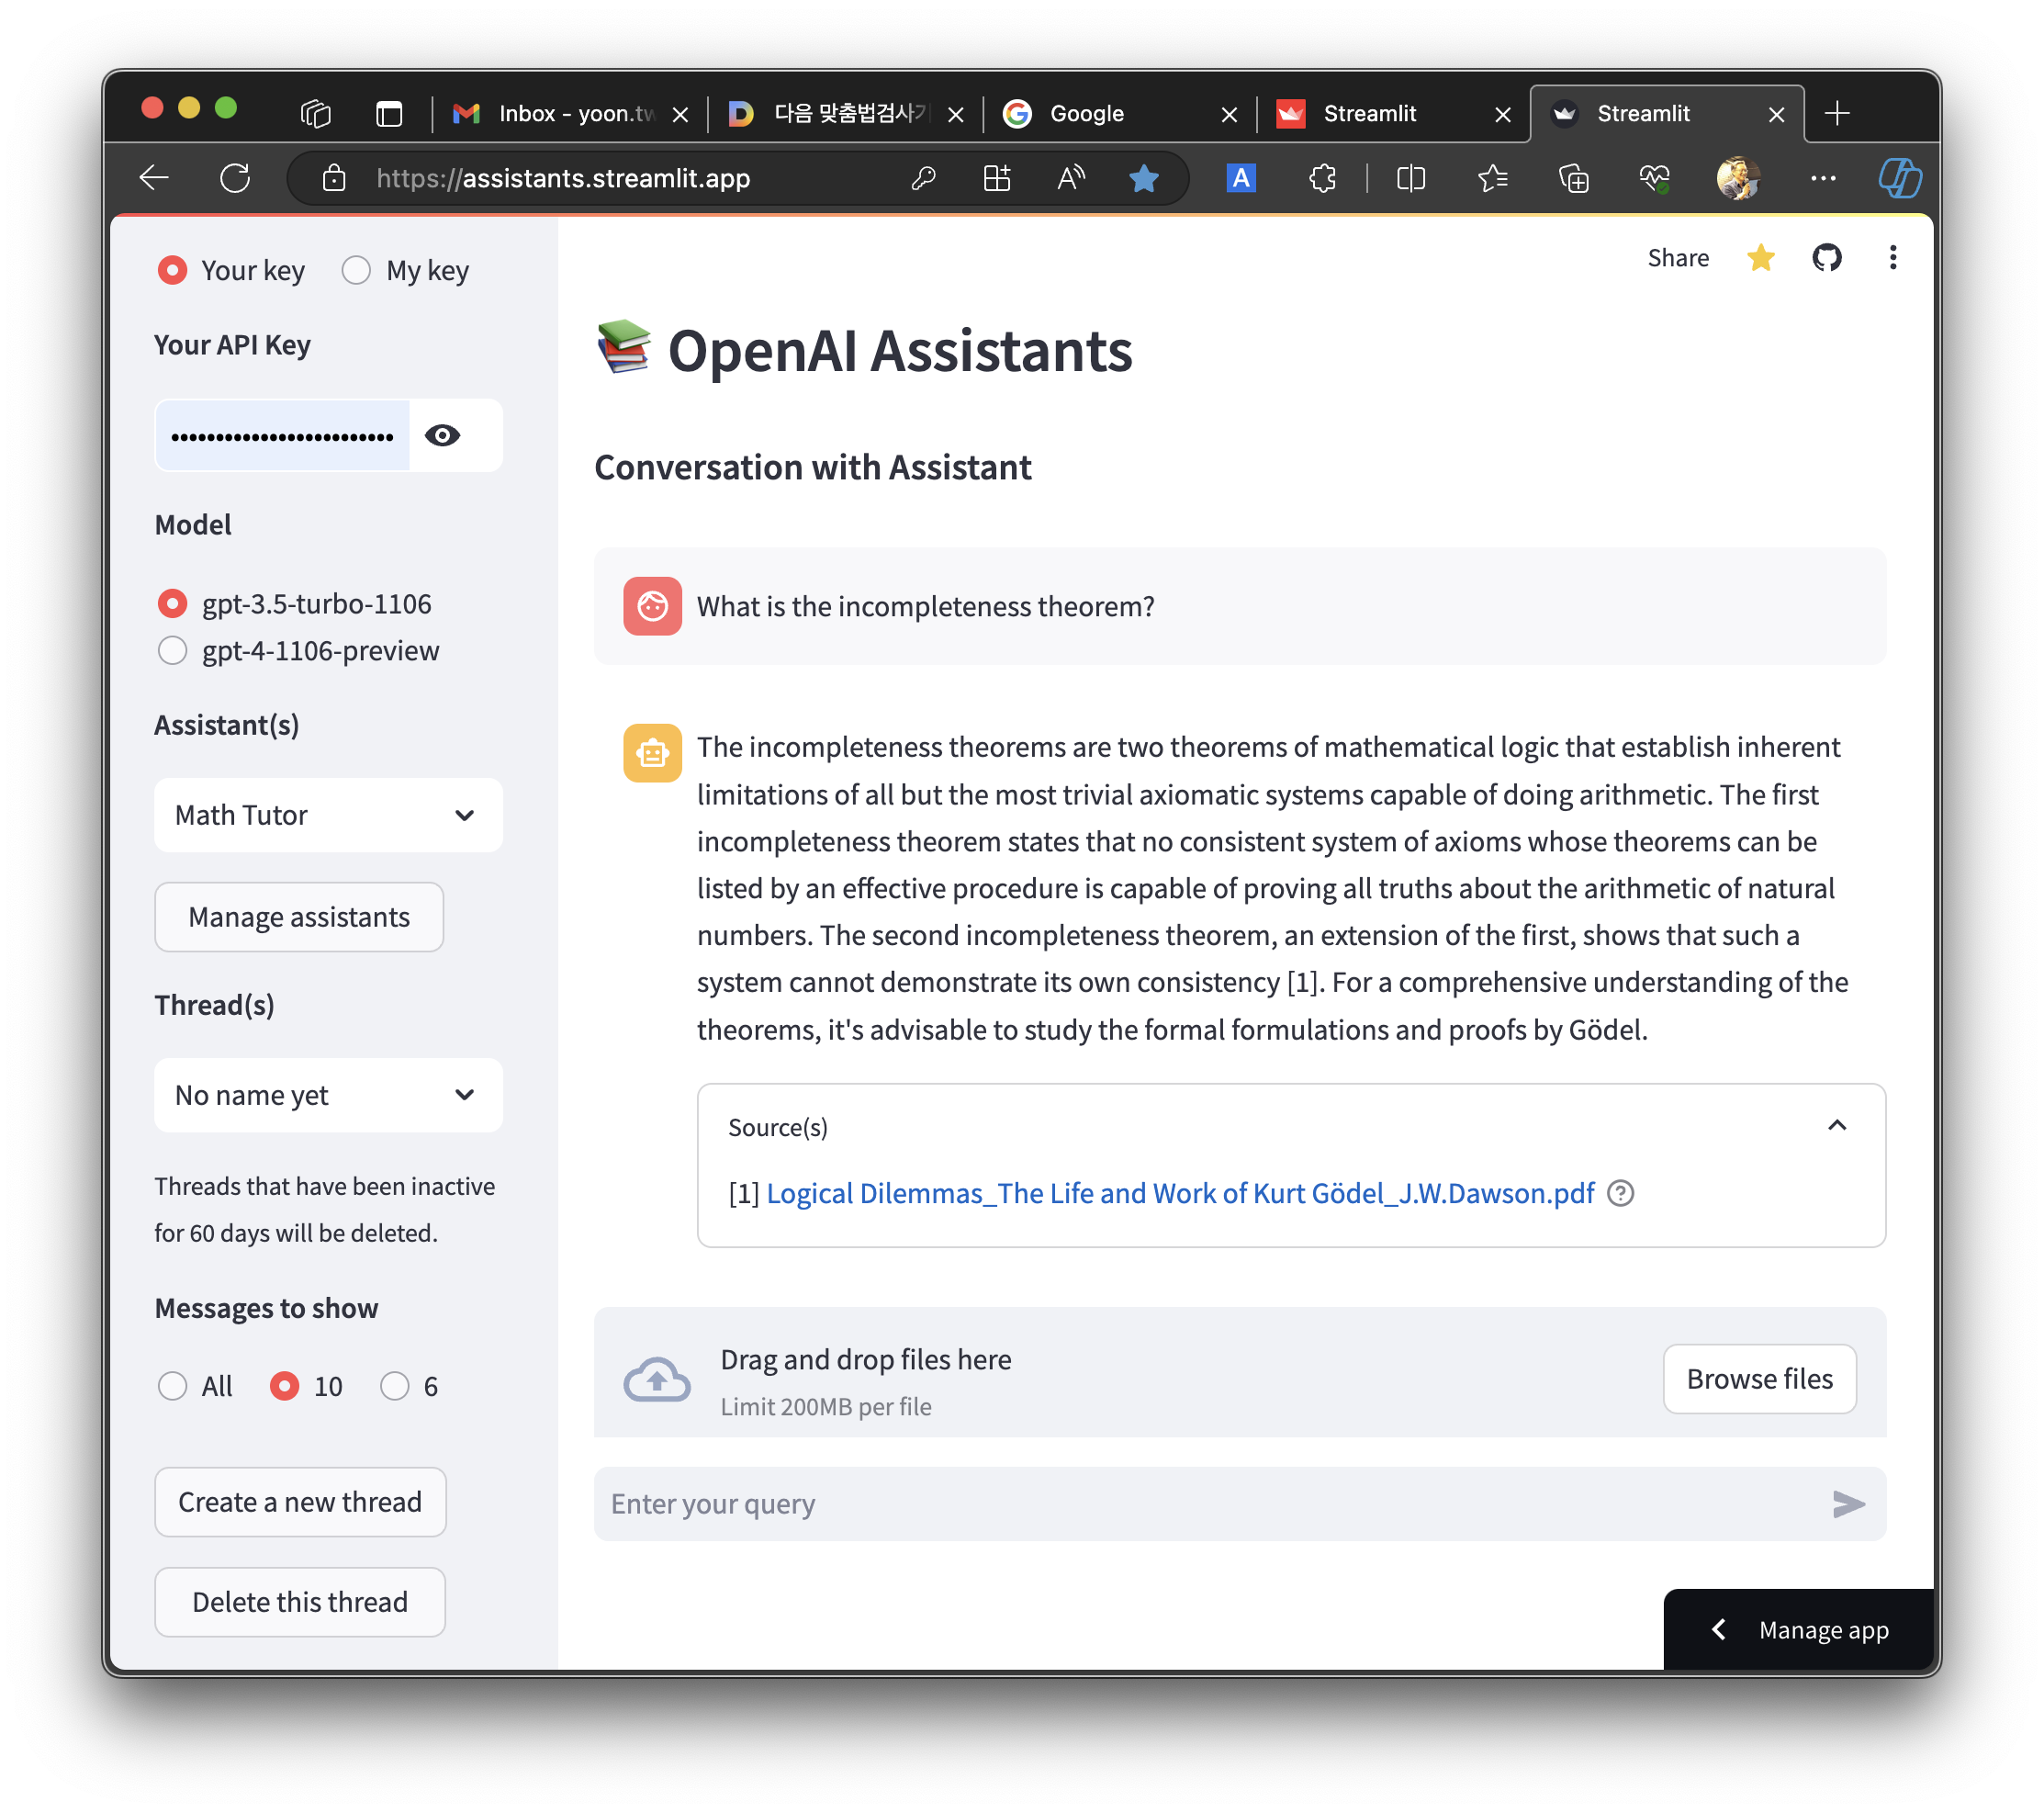 Inbox - yoon.tw
다음 맞춤법검사기
Google
Streamlit
Streamlit
https://assistants.streamlit.app
A
Your key
My key
Your API Key
Model
gpt-3.5-turbo-1106
gpt-4-1106-preview
Assistant(s)
Math Tutor
Manage assistants
Thread(s)
No name yet
Threads that have been inactive
for 60 days will be deleted.
Messages to show
All
10
6
Create a new thread
Delete this thread
Share
OpenAI Assistants
Conversation with Assistant
What is the incompleteness theorem?
The incompleteness theorems are two theorems of mathematical logic that establish inherent
limitations of all but the most trivial axiomatic systems capable of doing arithmetic. The first
incompleteness theorem states that no consistent system of axioms whose theorems can be
listed by an effective procedure is capable of proving all truths about the arithmetic of natural
numbers. The second incompleteness theorem, an extension of the first, shows that such a
system cannot demonstrate its own consistency [1]. For a comprehensive understanding of the
theorems, it's advisable to study the formal formulations and proofs by Gödel.
Source(s)
[1] Logical Dilemmas_The Life and Work of Kurt Gödel_J.W.Dawson.pdf
Drag and drop files here
Limit 200MB per file
Browse files
Enter your query
Manage app